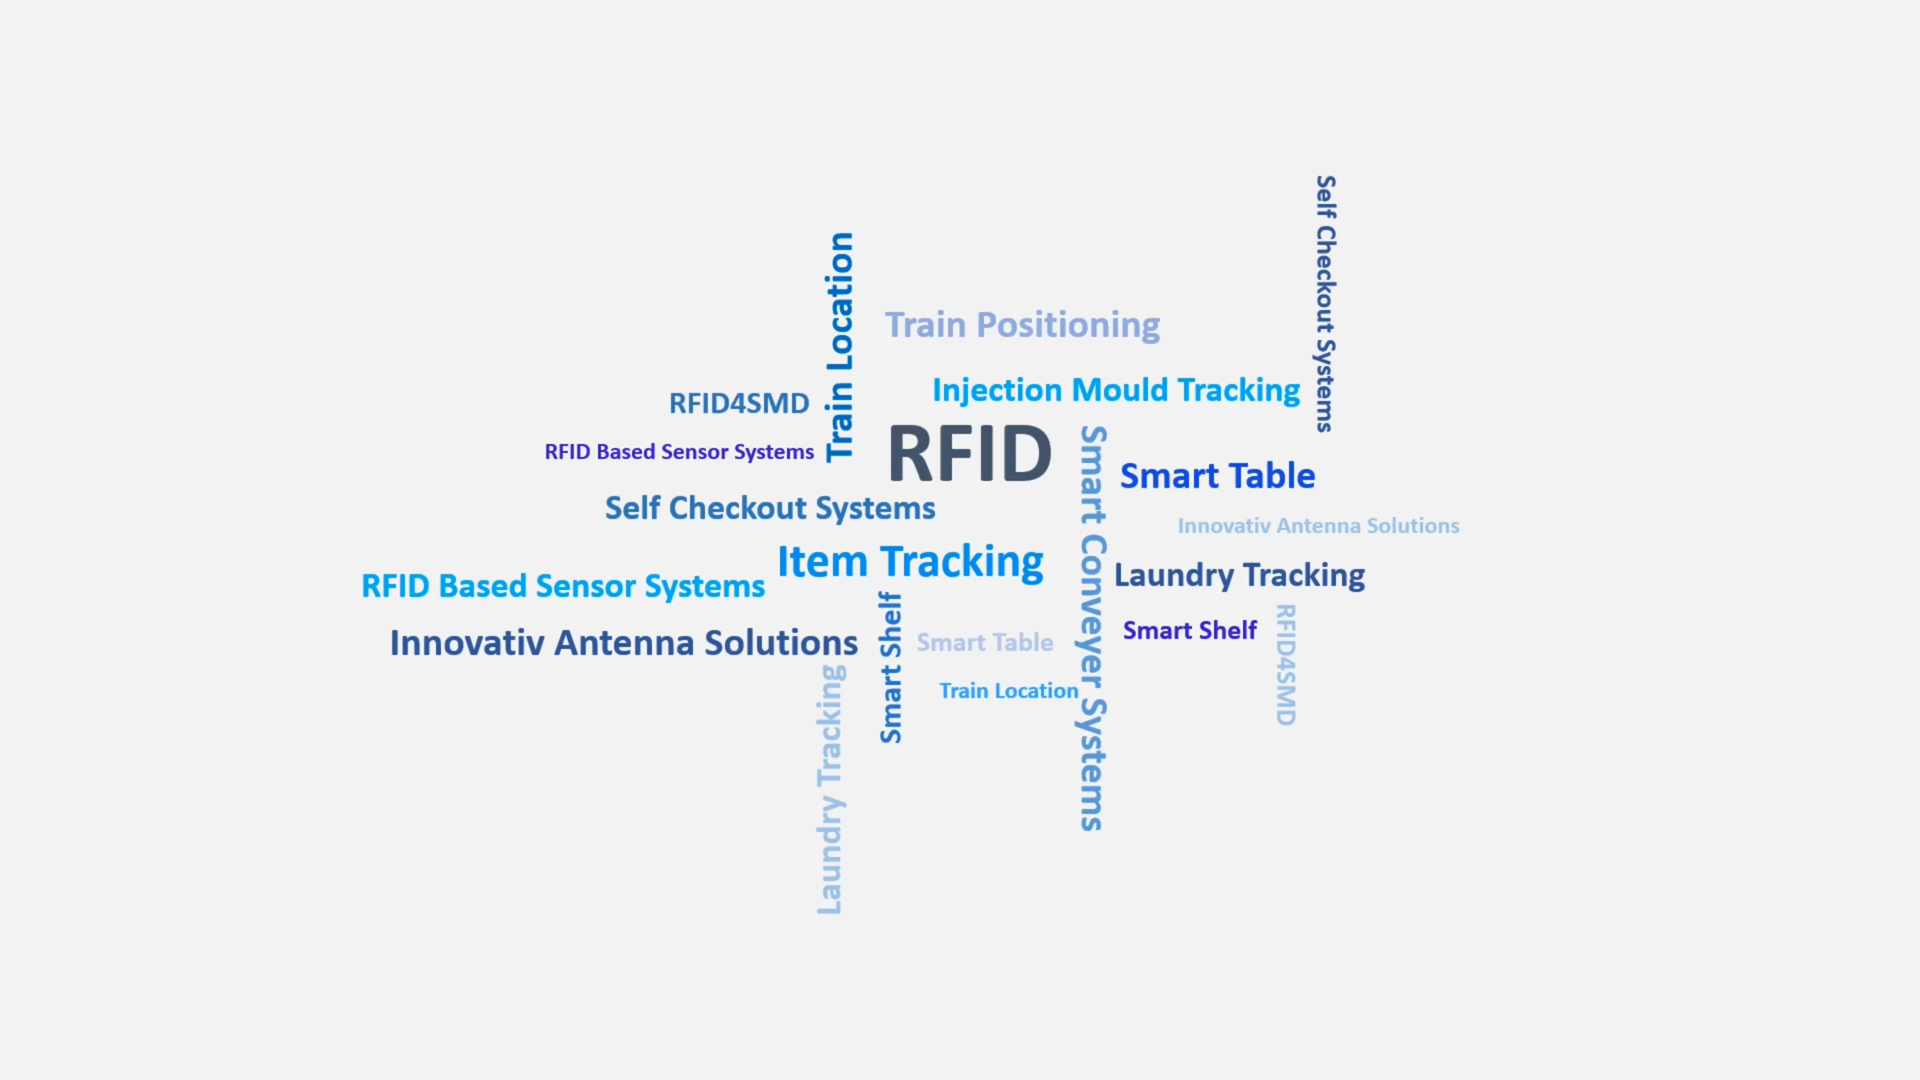 Self Checkout Systems
Train Location
Train Positioning
Injection Mould Tracking
RFID4SMD
RFID
RFID Based Sensor Systems
Smart Conveyer Systems
Smart Table
Self Checkout Systems
Innovativ Antenna Solutions
Item Tracking
Laundry Tracking
RFID Based Sensor Systems
Smart Shelf
Smart Shelf
RFID4SMD
Innovativ Antenna Solutions
Smart Table
Train Location
Laundry Tracking